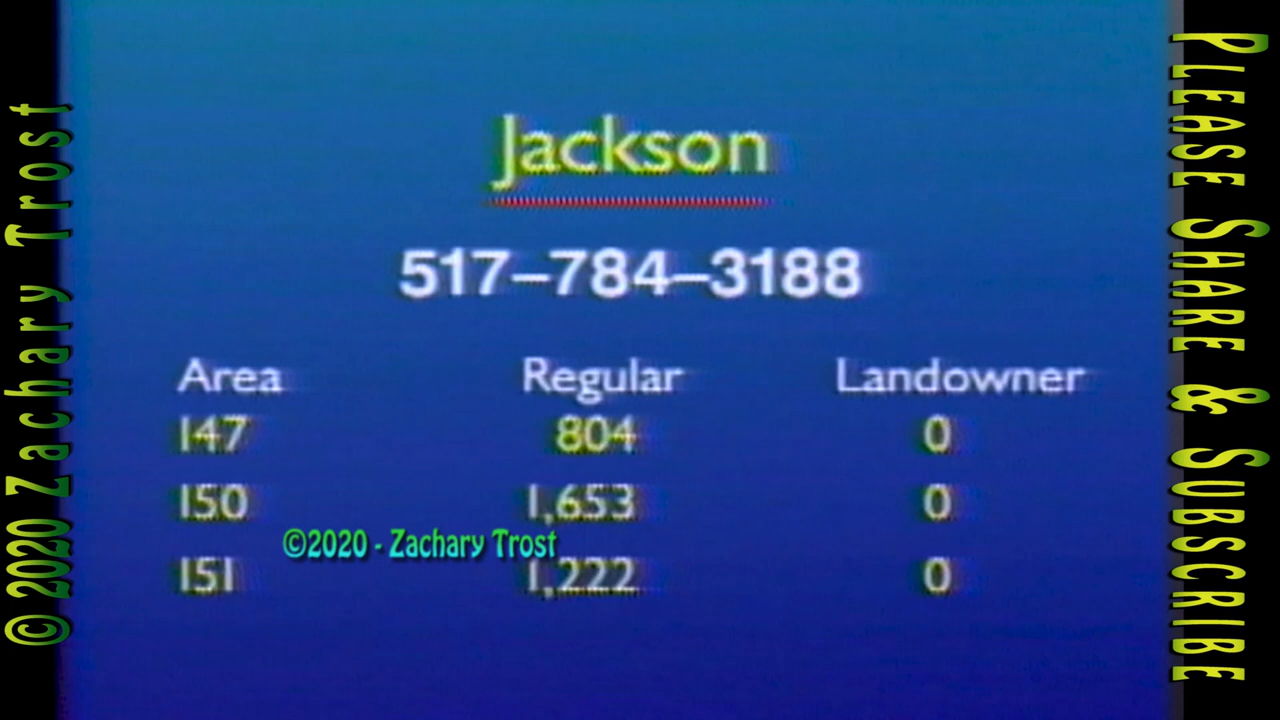 © 2020 Zachary Trost
Jackson
517–784–3188
Area Regular Landowner
147 804 0
150 1,653 0
©2020 - Zachary Trost
151 1,222 0
Please Share & Subscribe